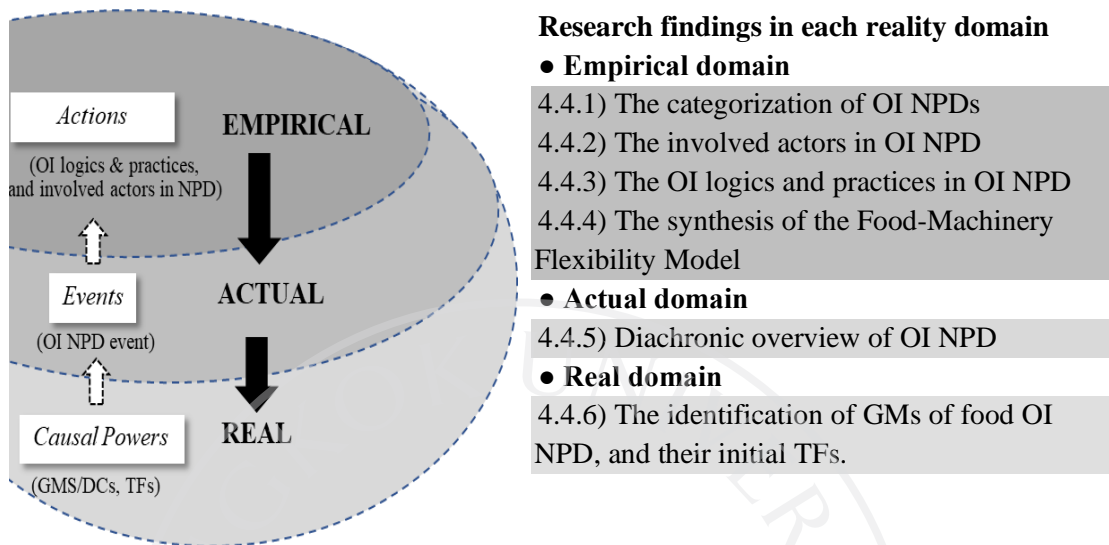 Actions
EMPIRICAL
(OI logics & practices,
and involved actors in NPD)
Events
ACTUAL
(OI NPD event)
Causal Powers
REAL
(GMS/DCs, TFs)
Research findings in each reality domain
● Empirical domain
4.4.1) The categorization of OI NPDs
4.4.2) The involved actors in OI NPD
4.4.3) The OI logics and practices in OI NPD
4.4.4) The synthesis of the Food-Machinery
Flexibility Model
● Actual domain
4.4.5) Diachronic overview of OI NPD
● Real domain
4.4.6) The identification of GMs of food OI
NPD, and their initial TFs.